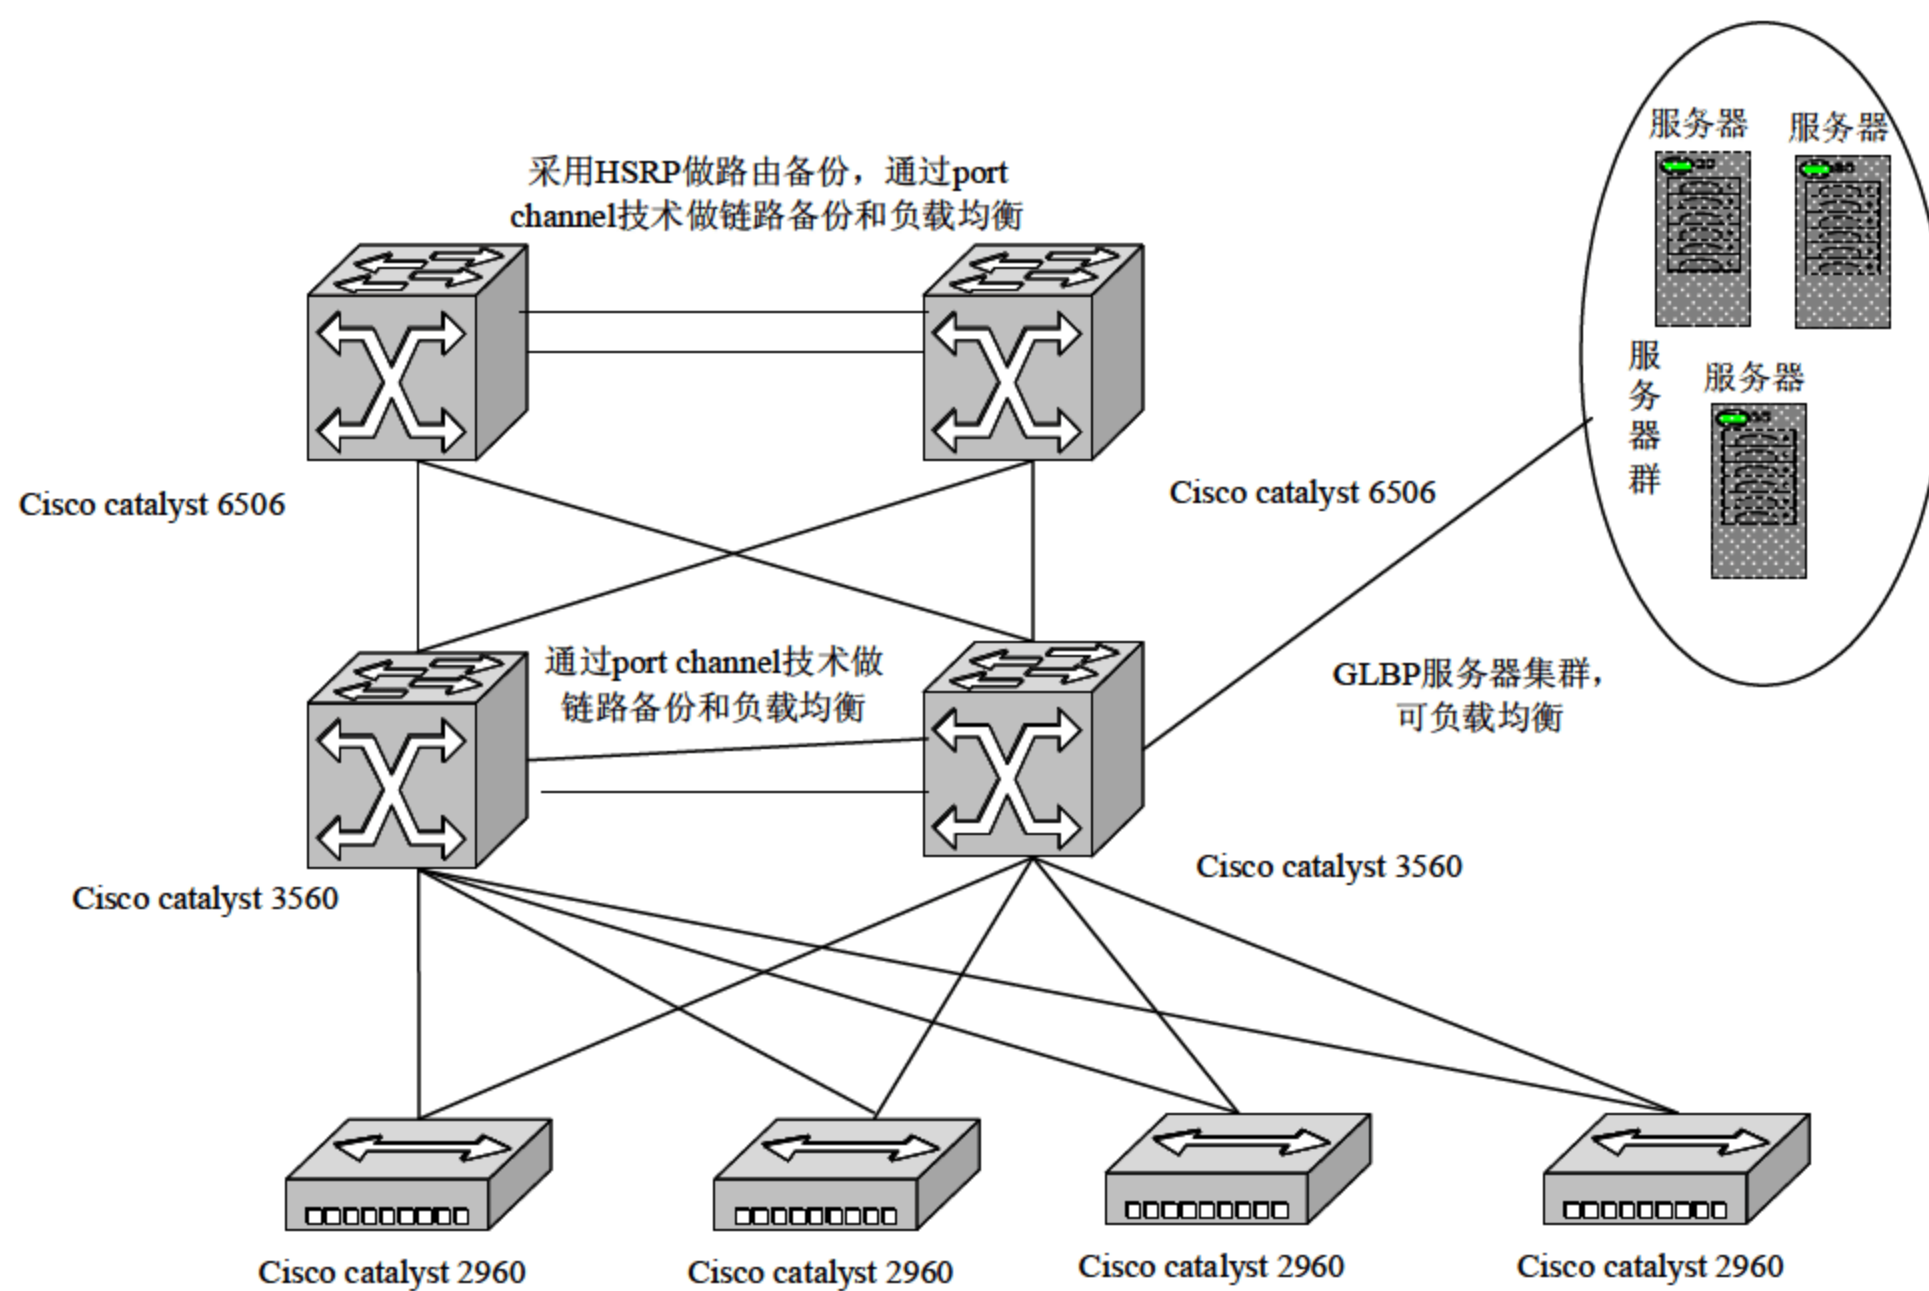 服务器
服务器
采用HSRP做路由备份，通过port
channel技术做链路备份和负载均衡
服务器群
服务器
Cisco catalyst 6506
Cisco catalyst 6506
通过port channel技术做
链路备份和负载均衡
GLBP服务器集群，
可负载均衡
Cisco catalyst 3560
Cisco catalyst 3560
Cisco catalyst 2960
Cisco catalyst 2960
Cisco catalyst 2960
Cisco catalyst 2960